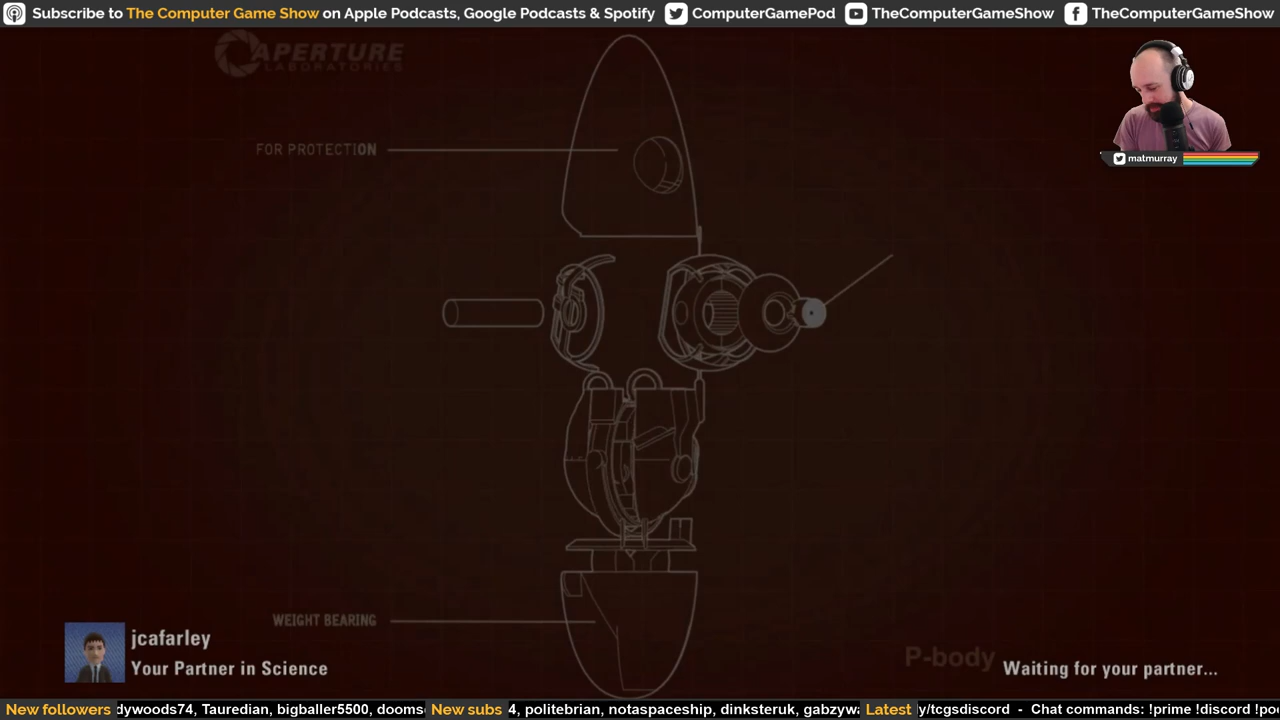 Subscribe to The Computer Game Show on Apple Podcasts, Google Podcasts & Spotify ComputerGamePod TheComputerGameShow TheComputerGameShow
APERTURE
LABORATORIES
FOR PROTECTION
matmurray
WEIGHT BEARING
jcafarley
Your Partner in Science
P-body
Waiting for your partner...
New followers dywoods74, Tauredian, bigballer5500, dooms New subs 4, politebrian, notaspaceship, dinksteruk, gabzyw Latest y/tcgsdiscord - Chat commands: !prime !discord !po